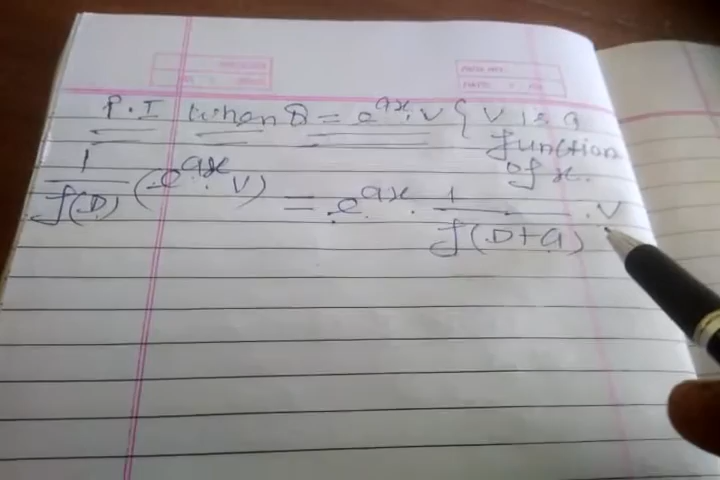 P.I when Q = e^{ax}.V { V is a function of x.
1/f(D) (e^{ax}.V) = e^{ax} . 1/f(D+a) .V